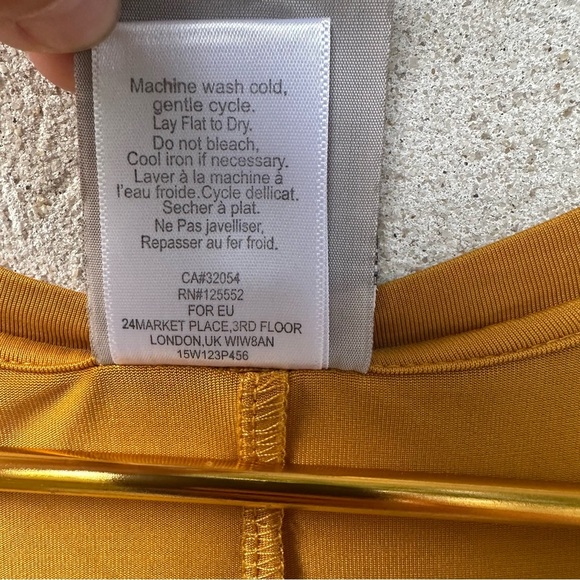 Machine wash cold,
gentle cycle.
Lay Flat to Dry.
Do not bleach,
Cool iron if necessary.
Laver à la machine á
l'eau froide.Cycle dellicat.
Secher à plat.
Ne Pas javelliser,
Repasser au fer froid.
CA#32054
RN#125552
FOR EU
24MARKET PLACE,3RD FLOOR
LONDON,UK WIW8AN
15W123P456